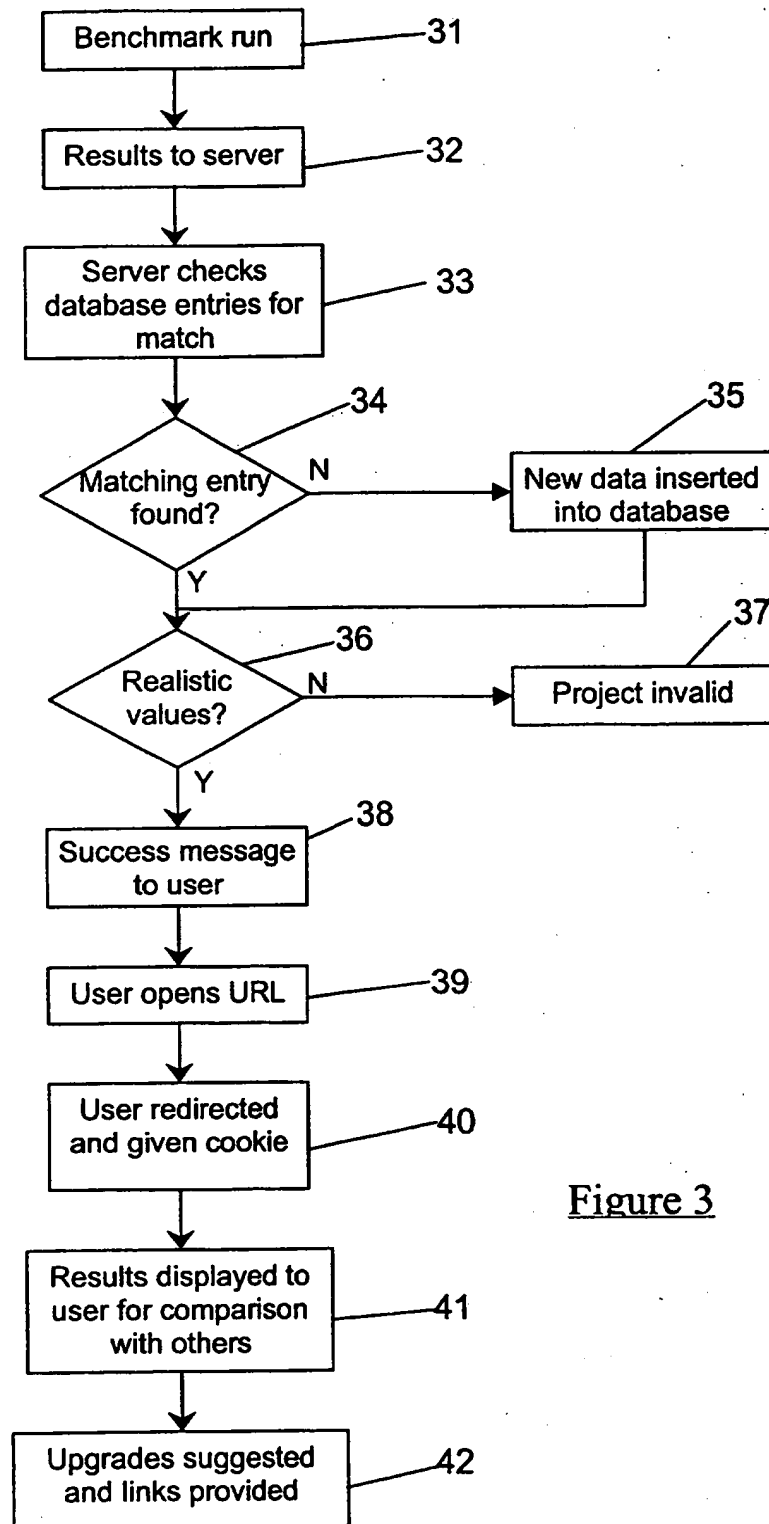 Benchmark run
31
Results to server
32
Server checks
database entries for
match
33
34
Matching entry
found?
N
Y
35
New data inserted
into database
36
Realistic
values?
N
Y
37
Project invalid
38
Success message
to user
User opens URL
39
User redirected
and given cookie
40
Figure 3
Results displayed to
user for comparison
with others
41
Upgrades suggested
and links provided
42